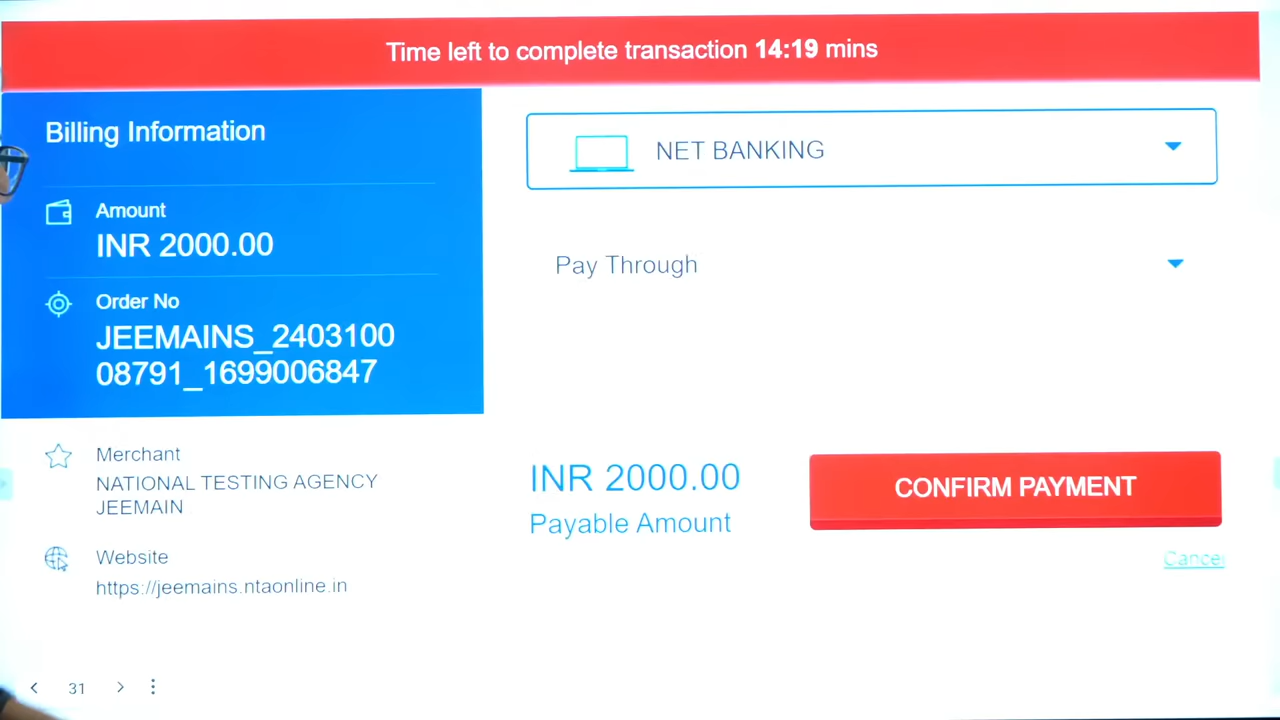 Time left to complete transaction 14:19 mins
Billing Information
Amount
INR 2000.00
Order No
JEEMAINS_2403100
08791_1699006847
Merchant
NATIONAL TESTING AGENCY
JEEMAIN
Website
https://jeemains.ntaonline.in
NET BANKING
Pay Through
INR 2000.00
Payable Amount
CONFIRM PAYMENT
Cancel
31